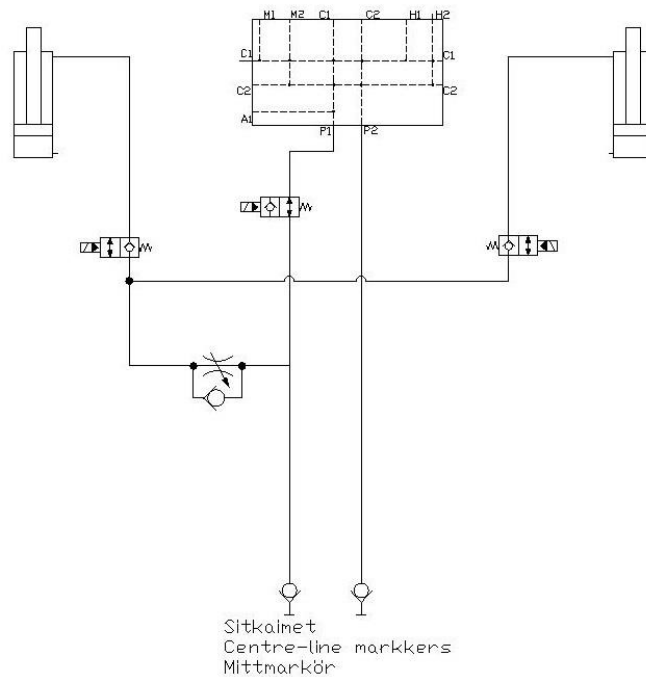 M1 M2 C1 C2 H1 H2
C1 C1
C2 C2
A1
P1 P2
Sitkaimet
Centre-line markkers
Mittmarkör